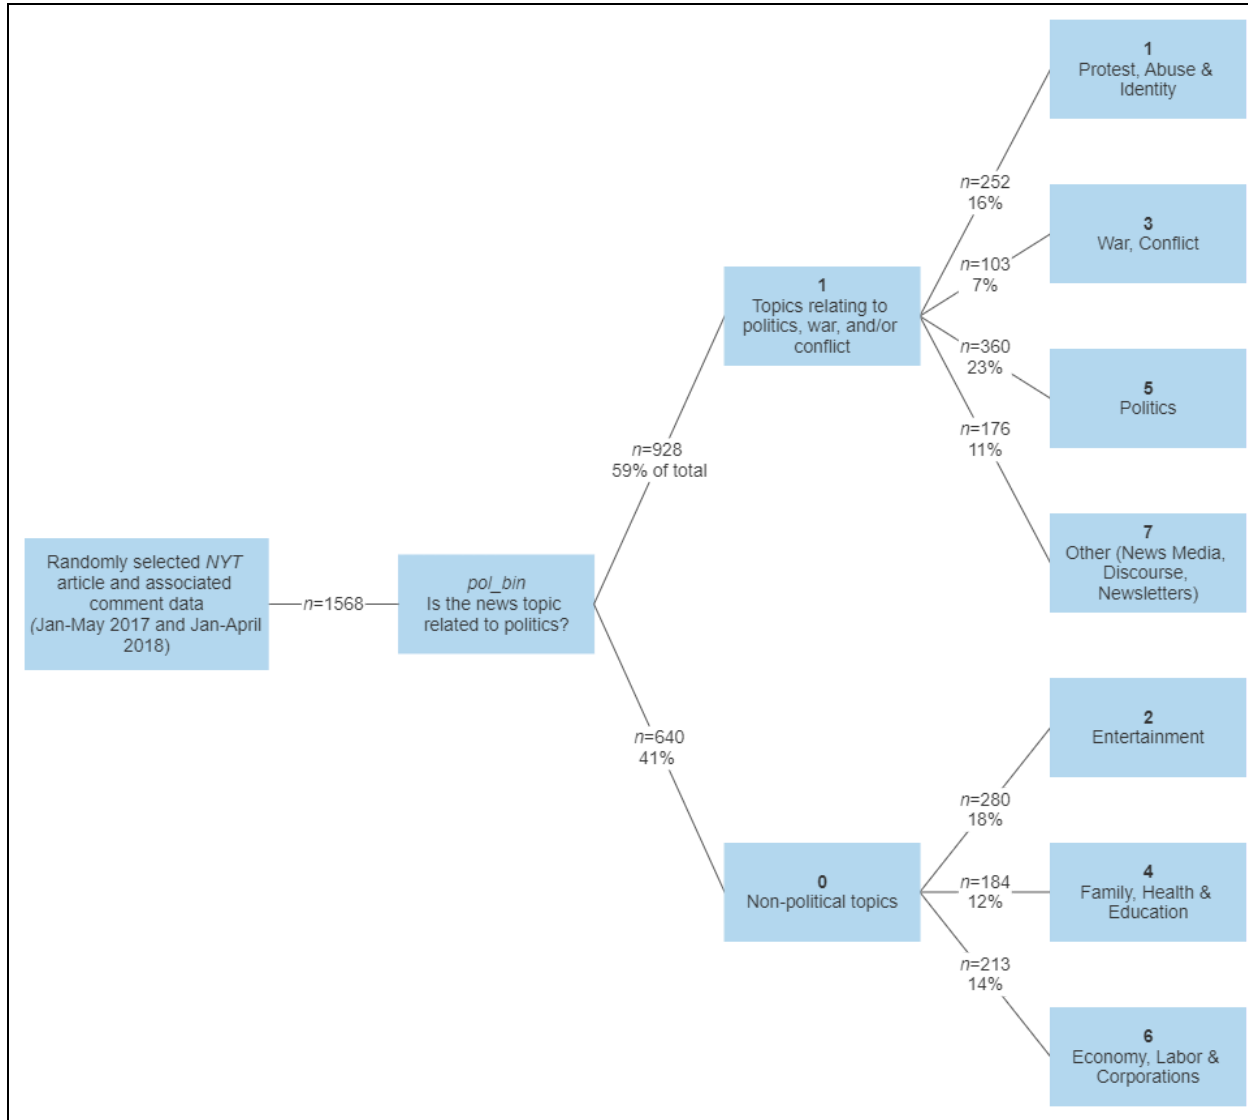 Randomly selected NYT
article and associated
comment data
(Jan-May 2017 and Jan-April
2018)
n=1568
pol_bin
Is the news topic
related to politics?
n=928
59% of total
n=640
41%
1
Topics relating to
politics, war, and/or
conflict
n=252
16%
n=103
7%
n=360
23%
n=176
11%
1
Protest, Abuse &
Identity
3
War, Conflict
5
Politics
7
Other (News Media,
Discourse,
Newsletters)
0
Non-political topics
n=280
18%
n=184
12%
n=213
14%
2
Entertainment
4
Family, Health &
Education
6
Economy, Labor &
Corporations